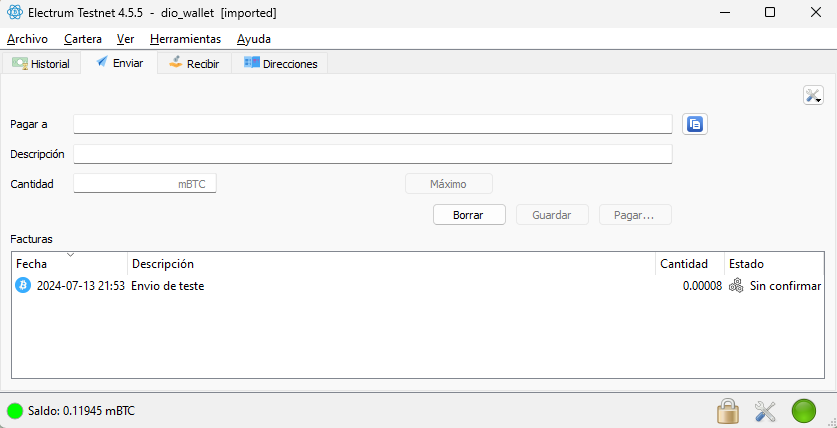 Electrum Testnet 4.5.5 - dio_wallet [imported]
Archivo Cartera Ver Herramientas Ayuda
Historial Enviar Recibir Direcciones
Pagar a
Descripción
Cantidad mBTC Máximo
Borrar Guardar Pagar...
Facturas
Fecha Descripción Cantidad Estado
2024-07-13 21:53 Envio de teste 0.00008 Sin confirmar
Saldo: 0.11945 mBTC